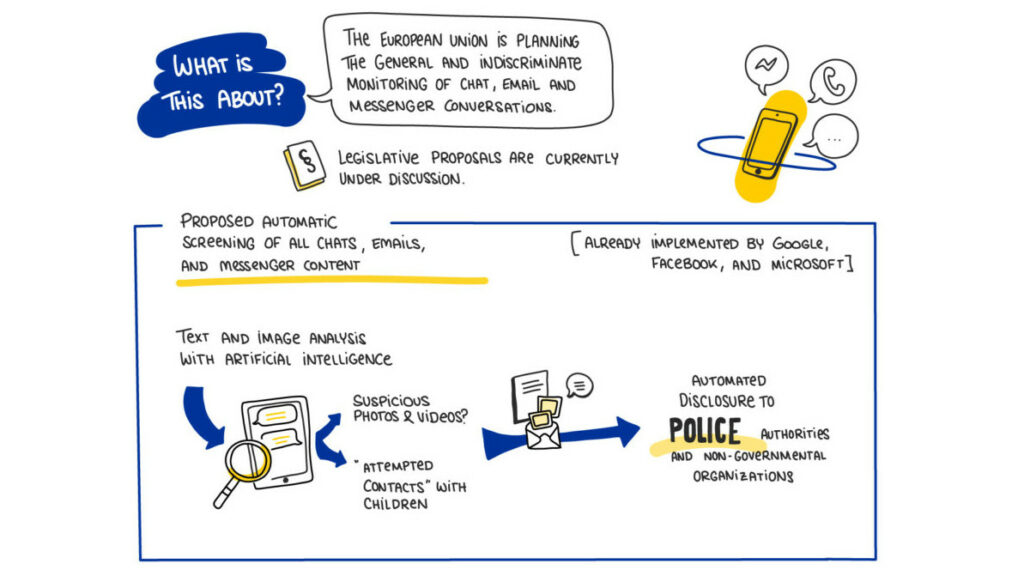 WHAT IS
THIS ABOUT?
THE EUROPEAN UNION IS PLANNING
THE GENERAL AND INDISCRIMINATE
MONITORING OF CHAT, EMAIL AND
MESSENGER CONVERSATIONS.
§
LEGISLATIVE PROPOSALS ARE CURRENTLY
UNDER DISCUSSION.
PROPOSED AUTOMATIC
SCREENING OF ALL CHATS, EMAILS,
AND MESSENGER CONTENT
[ALREADY IMPLEMENTED BY GOOGLE,
FACEBOOK, AND MICROSOFT]
TEXT AND IMAGE ANALYSIS
WITH ARTIFICIAL INTELLIGENCE
SUSPICIOUS
PHOTOS & VIDEOS?
"ATTEMPTED
CONTACTS" WITH
CHILDREN
AUTOMATED
DISCLOSURE TO
POLICE AUTHORITIES
AND NON-GOVERNMENTAL
ORGANIZATIONS